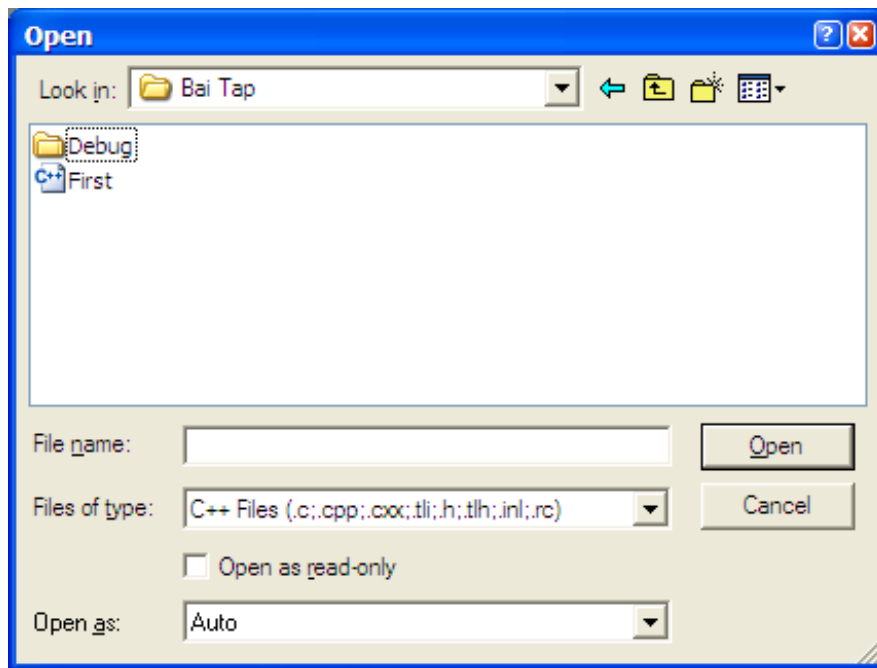 Open
Look in: Bai Tap
Debug
C++ First
File name: Open
Files of type: C++ Files (.c;.cpp;.cxx;.tli;.h;.tlh;.inl;.rc) Cancel
Open as read-only
Open as: Auto